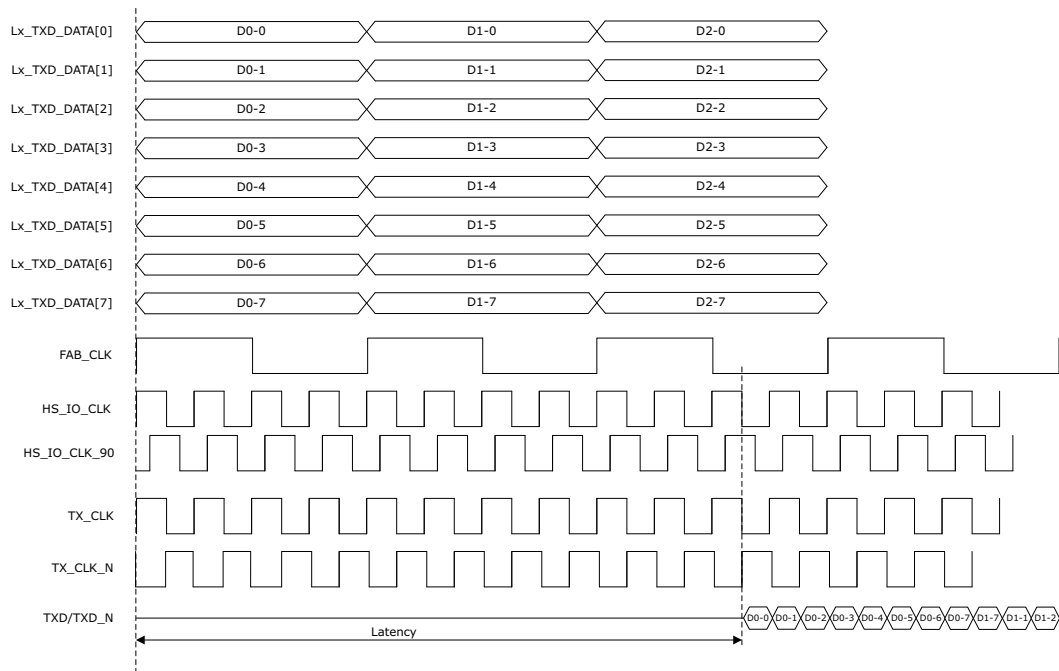 Lx_TXD_DATA[0] D0-0 D1-0 D2-0
Lx_TXD_DATA[1] D0-1 D1-1 D2-1
Lx_TXD_DATA[2] D0-2 D1-2 D2-2
Lx_TXD_DATA[3] D0-3 D1-3 D2-3
Lx_TXD_DATA[4] D0-4 D1-4 D2-4
Lx_TXD_DATA[5] D0-5 D1-5 D2-5
Lx_TXD_DATA[6] D0-6 D1-6 D2-6
Lx_TXD_DATA[7] D0-7 D1-7 D2-7
FAB_CLK
HS_IO_CLK
HS_IO_CLK_90
TX_CLK
TX_CLK_N
TXD/TXD_N D0-0 D0-1 D0-2 D0-3 D0-4 D0-5 D0-6 D0-7 D1-7 D1-1 D1-2
Latency